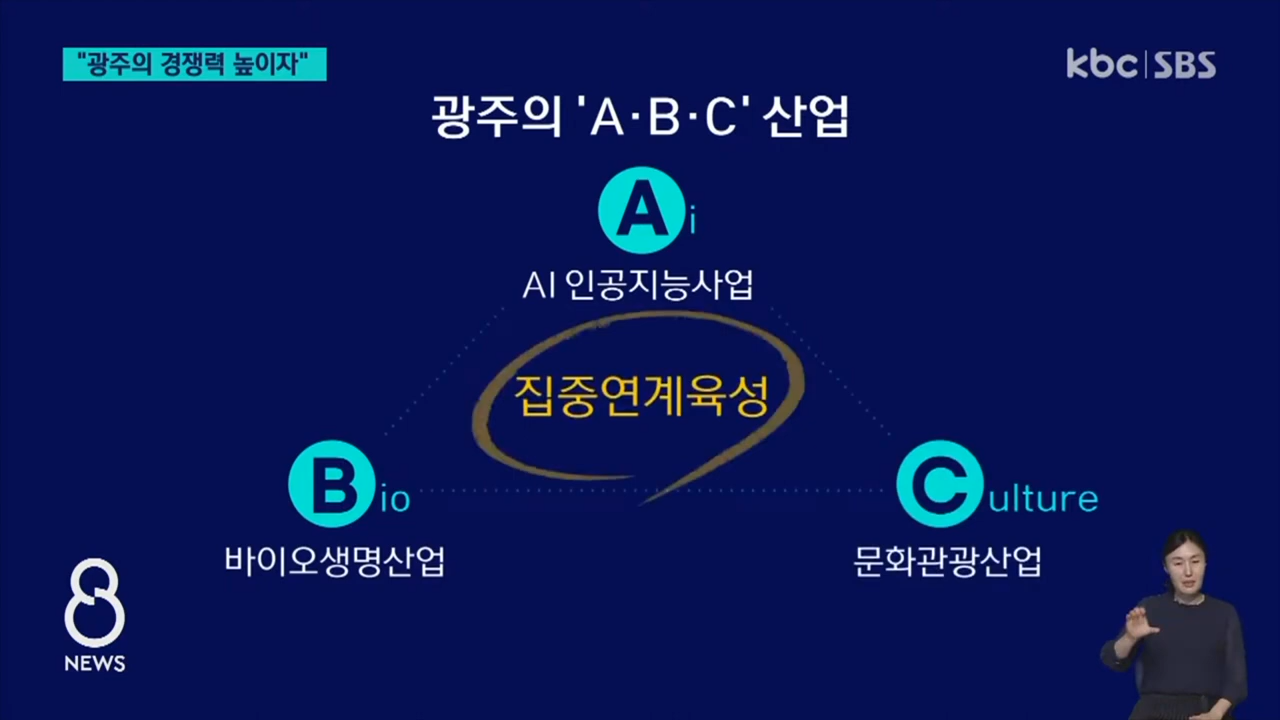 "광주의 경쟁력 높이자"
kbc | SBS
광주의 'A·B·C' 산업
Ai
AI 인공지능사업
집중연계육성
Bio
Culture
바이오생명산업
문화관광산업
8
NEWS